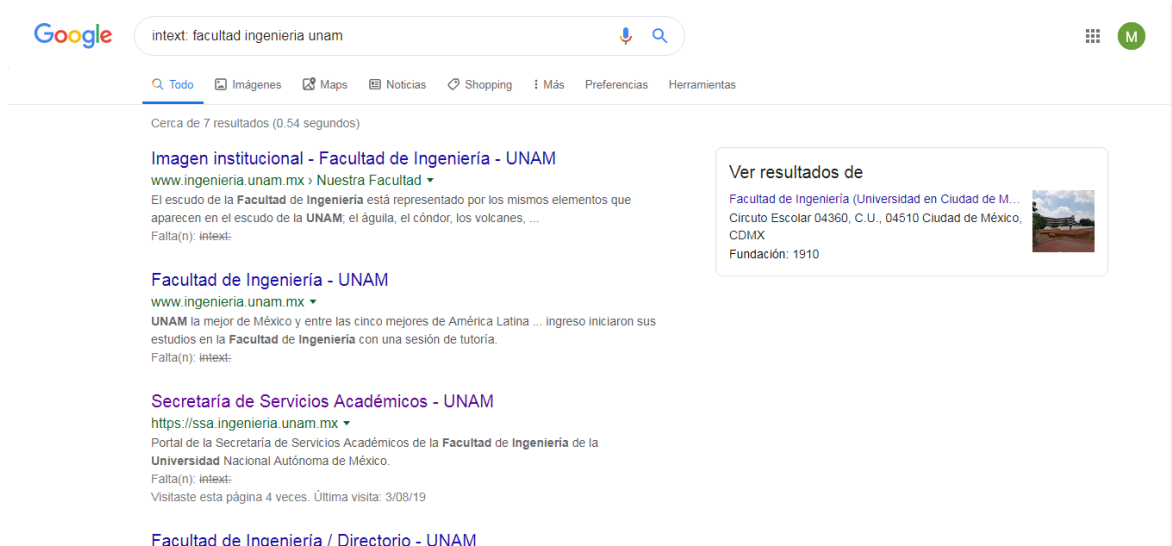 Google
intext: facultad ingenieria unam
M
Todo Imágenes Maps Noticias Shopping Más Preferencias Herramientas
Cerca de 7 resultados (0.54 segundos)
Imagen institucional - Facultad de Ingeniería - UNAM
www.ingenieria.unam.mx › Nuestra Facultad
El escudo de la Facultad de Ingeniería está representado por los mismos elementos que
aparecen en el escudo de la UNAM; el águila, el cóndor, los volcanes, ...
Falta(n): intext:
Facultad de Ingeniería - UNAM
www.ingenieria.unam.mx
UNAM la mejor de México y entre las cinco mejores de América Latina ... ingreso iniciaron sus
estudios en la Facultad de Ingeniería con una sesión de tutoría.
Falta(n): intext:
Secretaría de Servicios Académicos - UNAM
https://ssa.ingenieria.unam.mx
Portal de la Secretaría de Servicios Académicos de la Facultad de Ingeniería de la
Universidad Nacional Autónoma de México.
Falta(n): intext:
Visitaste esta página 4 veces. Última visita: 3/08/19
Facultad de Ingeniería / Directorio - UNAM
Ver resultados de
Facultad de Ingeniería (Universidad en Ciudad de M...
Circuto Escolar 04360, C.U., 04510 Ciudad de México,
CDMX
Fundación: 1910